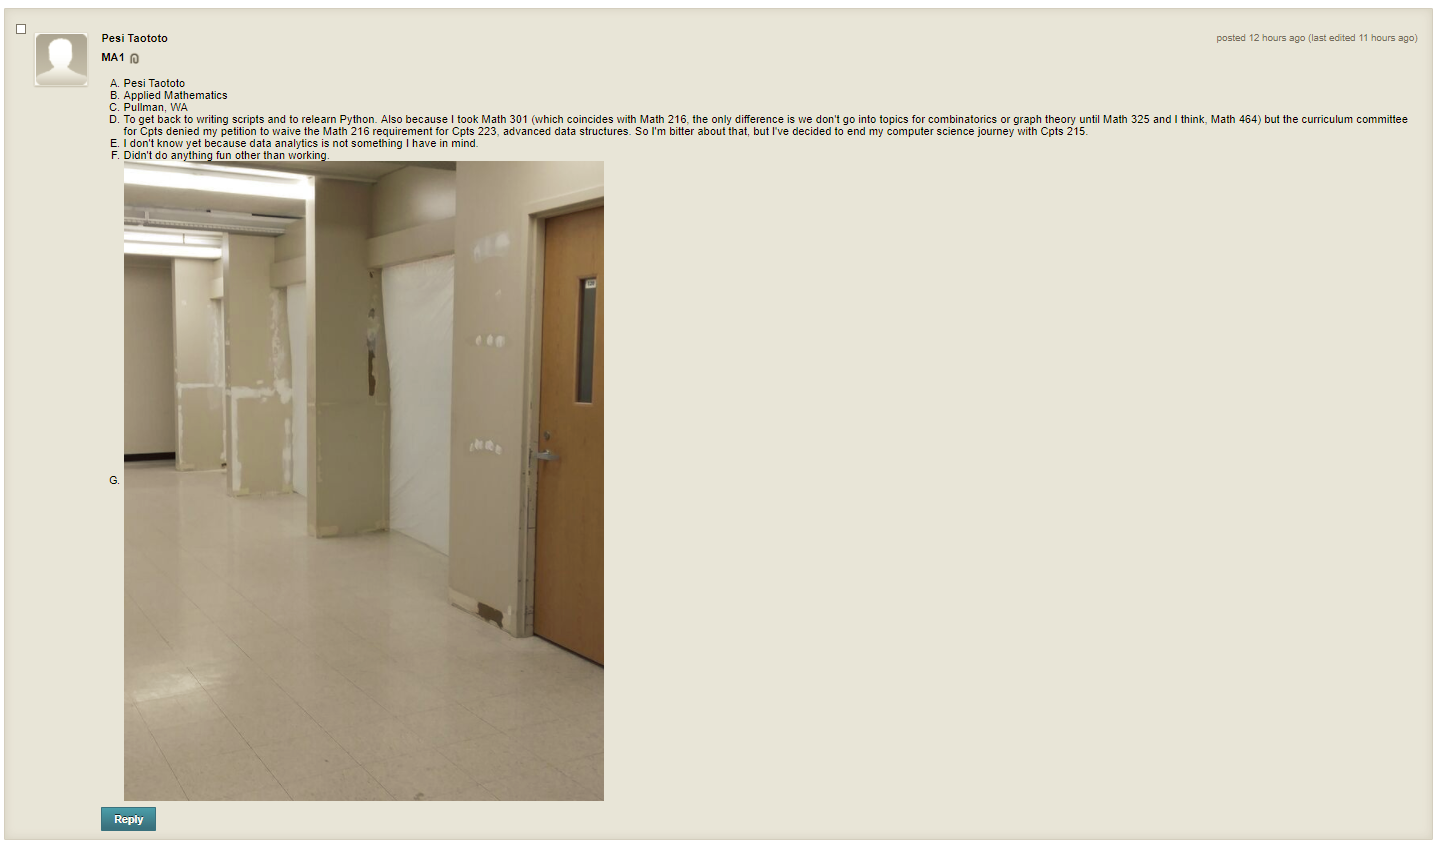 Pesi Taototo
posted 12 hours ago (last edited 11 hours ago)
MA1
A. Pesi Taototo
B. Applied Mathematics
C. Pullman, WA
D. To get back to writing scripts and to relearn Python. Also because I took Math 301 (which coincides with Math 216, the only difference is we don't go into topics for combinatorics or graph theory until Math 325 and I think, Math 464) but the curriculum committee
for Cpts denied my petition to waive the Math 216 requirement for Cpts 223, advanced data structures. So I'm bitter about that, but I've decided to end my computer science journey with Cpts 215.
E. I don't know yet because data analytics is not something I have in mind.
F. Didn't do anything fun other than working.
G.
Reply